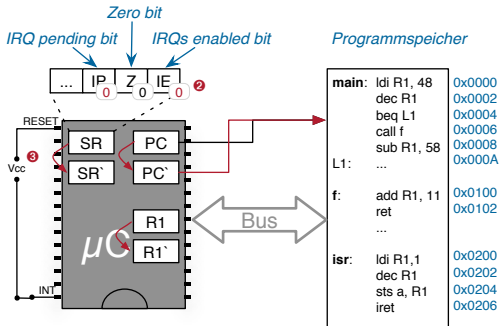 Zero bit
IRQ pending bit
IRQs enabled bit
Programmspeicher
... IP Z IE
0 0 0
❷
RESET
❸
Vcc
INT
SR
SR`
PC
PC`
R1
R1`
µC
Bus
main: ldi R1, 48 0x0000
dec R1 0x0002
beq L1 0x0004
call f 0x0006
sub R1, 58 0x0008
L1: ... 0x000A
f: add R1, 11 0x0100
ret 0x0102
...
isr: ldi R1,1 0x0200
dec R1 0x0202
sts a, R1 0x0204
iret 0x0206